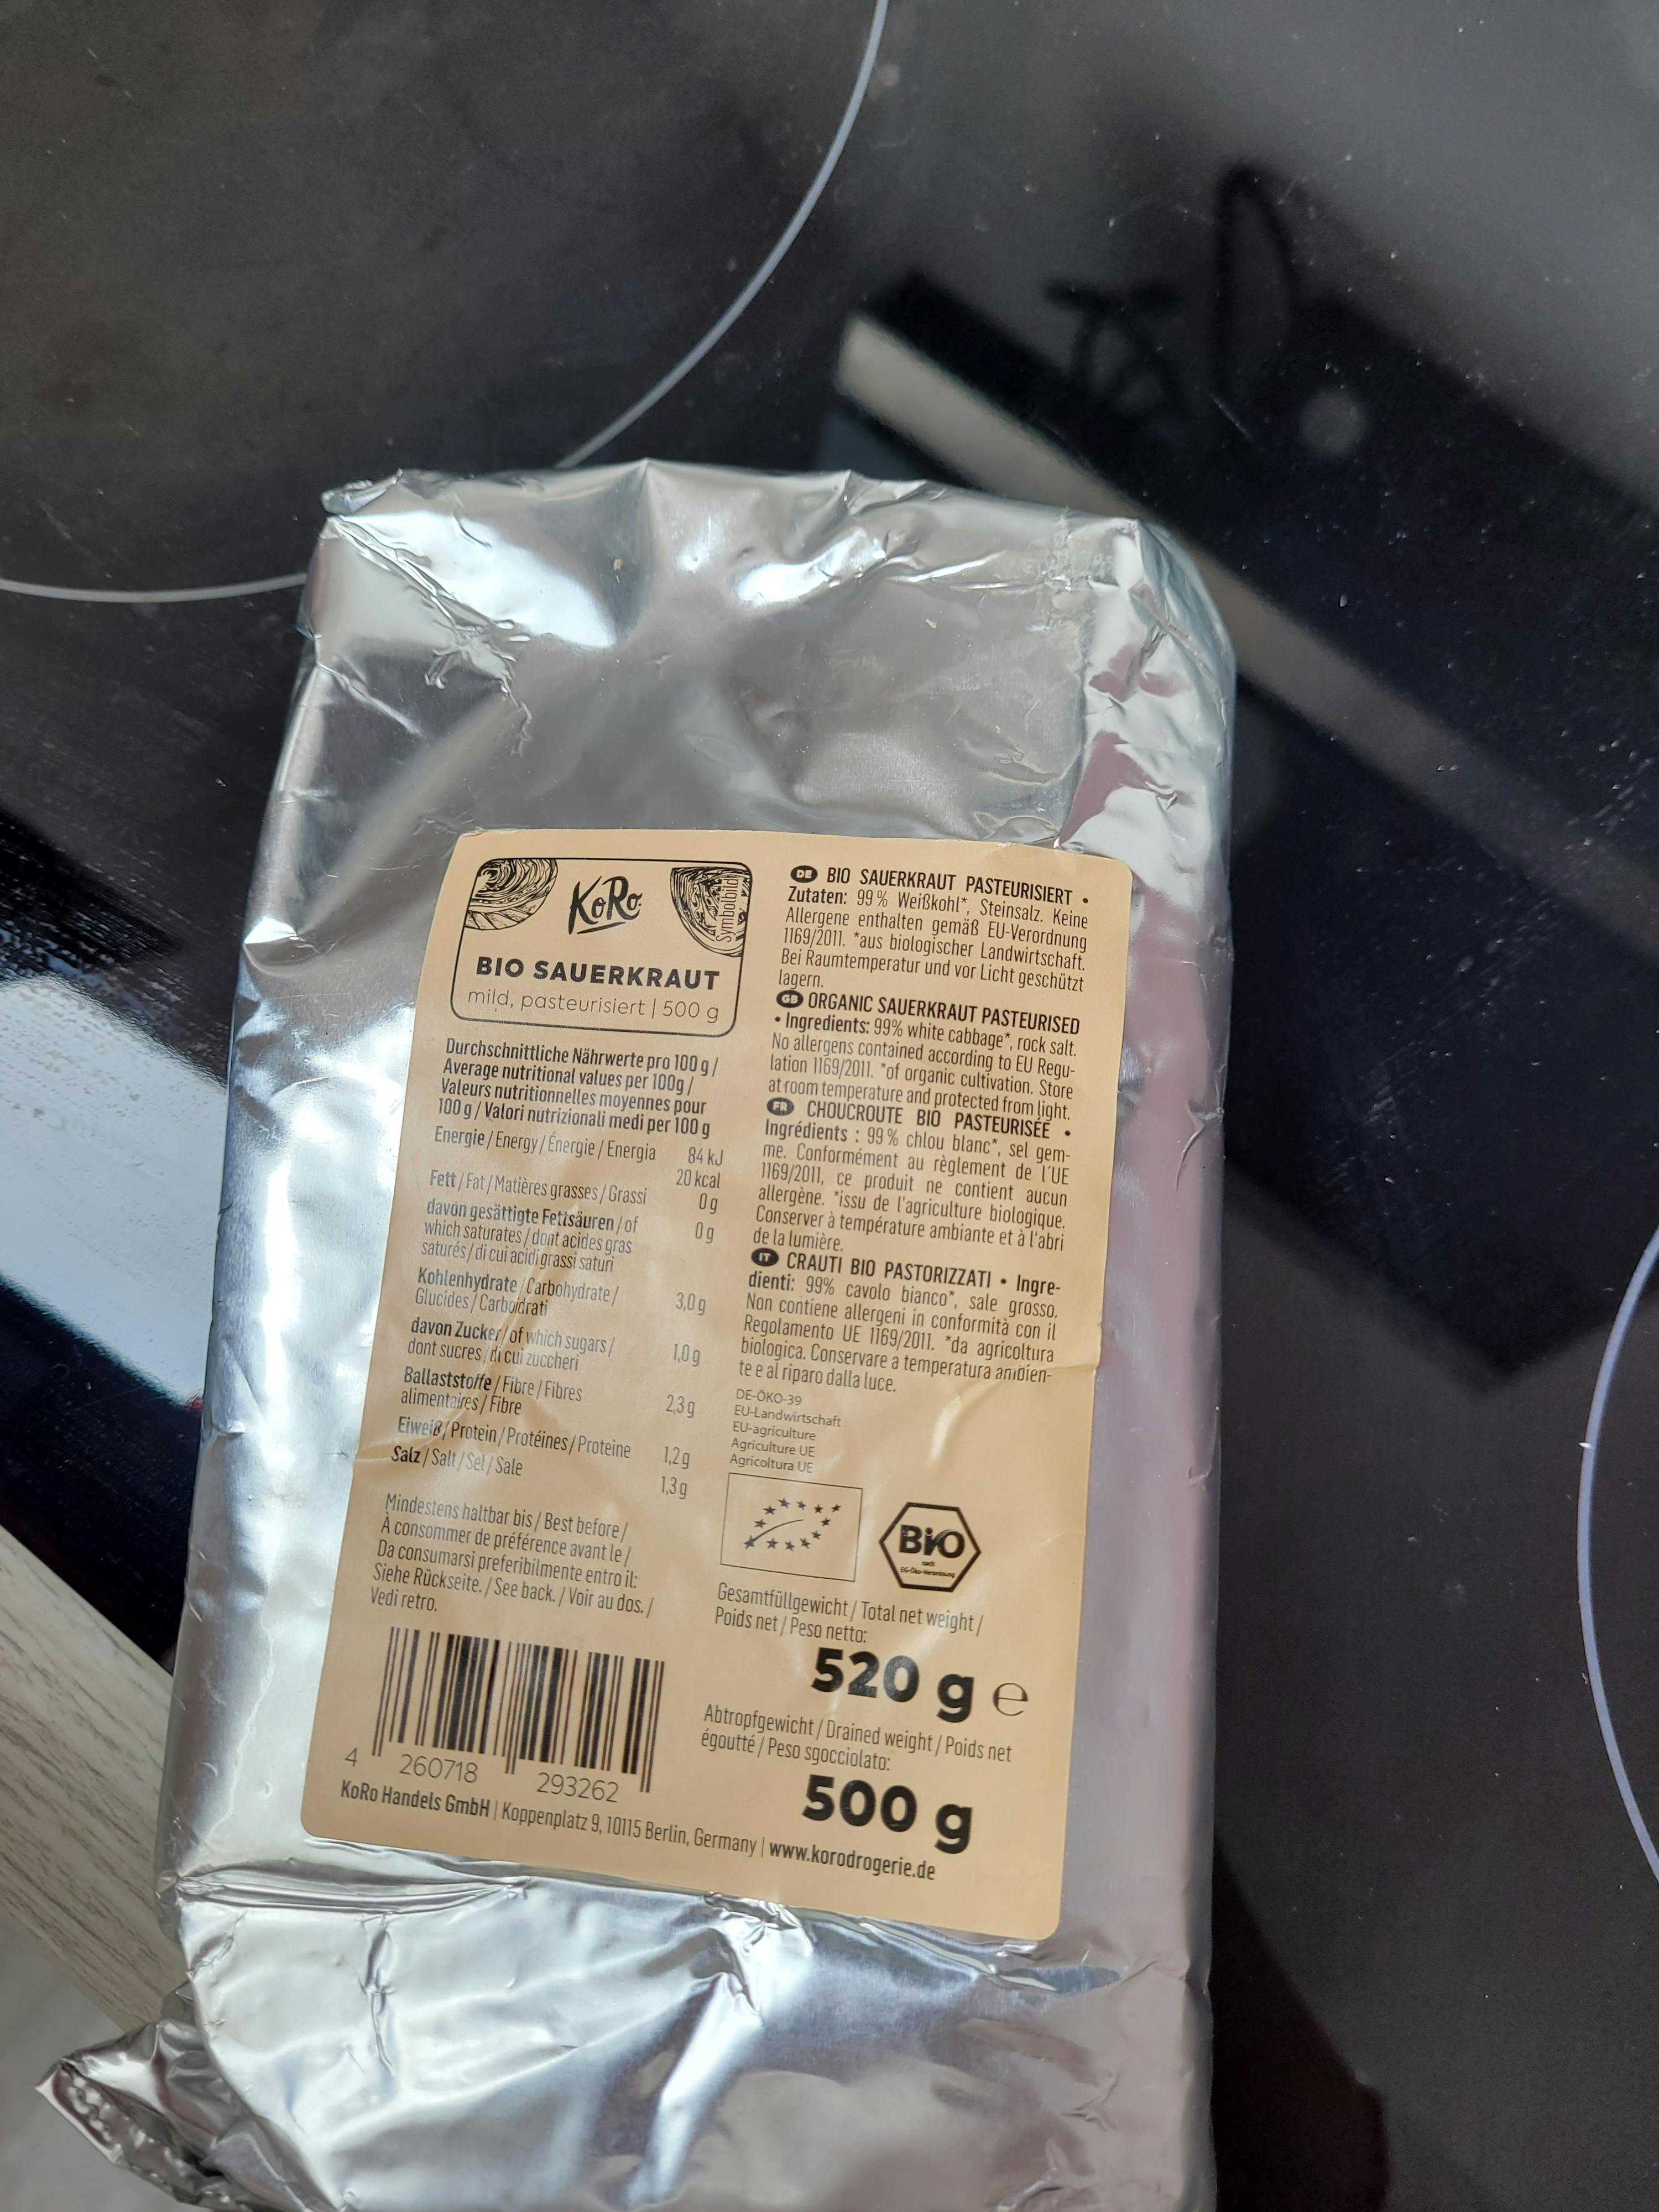 KoRo
Symbolbild
BIO SAUERKRAUT
mild, pasteurisiert | 500 g
Durchschnittliche Nährwerte pro 100 g /
Average nutritional values per 100g /
Valeurs nutritionnelles moyennes pour
100 g / Valori nutrizionali medi per 100 g
Energie / Energy / Énergie / Energia 84 kJ
20 kcal
Fett / Fat / Matières grasses / Grassi 0 g
davon gesättigte Fettsäuren / of 0 g
which saturates / dont acides gras
saturés / di cui acidi grassi saturi
Kohlenhydrate / Carbohydrate / 3,0 g
Glucides / Carboidrati
davon Zucker / of which sugars / 1,0 g
dont sucres / di cui zuccheri
Ballaststoffe / Fibre / Fibres 2,3 g
alimentaires / Fibre
Eiweiß / Protein / Protéines / Proteine 1,2 g
Salz / Salt / Sel / Sale 1,3 g
Mindestens haltbar bis / Best before /
À consommer de préférence avant le /
Da consumarsi preferibilmente entro il:
Siehe Rückseite. / See back. / Voir au dos. /
Vedi retro.
4 260718 293262
DE BIO SAUERKRAUT PASTEURISIERT •
Zutaten: 99 % Weißkohl*, Steinsalz. Keine
Allergene enthalten gemäß EU-Verordnung
1169/2011. *aus biologischer Landwirtschaft.
Bei Raumtemperatur und vor Licht geschützt
lagern.
GB ORGANIC SAUERKRAUT PASTEURISED
• Ingredients: 99% white cabbage*, rock salt.
No allergens contained according to EU Regu-
lation 1169/2011. *of organic cultivation. Store
at room temperature and protected from light.
FR CHOUCROUTE BIO PASTEURISÉE •
Ingrédients : 99 % chlou blanc*, sel gem-
me. Conformément au règlement de l'UE
1169/2011, ce produit ne contient aucun
allergène. *issu de l'agriculture biologique.
Conserver à température ambiante et à l'abri
de la lumière.
IT CRAUTI BIO PASTORIZZATI • Ingre-
dienti: 99% cavolo bianco*, sale grosso.
Non contiene allergeni in conformità con il
Regolamento UE 1169/2011. *da agricoltura
biologica. Conservare a temperatura ambien-
te e al riparo dalla luce.
DE-ÖKO-39
EU-Landwirtschaft
EU-agriculture
Agriculture UE
Agricoltura UE
BIO
nach
EG-Öko-Verordnung
Gesamtfüllgewicht / Total net weight /
Poids net / Peso netto:
520 g e
Abtropfgewicht / Drained weight / Poids net
égoutté / Peso sgocciolato:
500 g
KoRo Handels GmbH | Koppenplatz 9, 10115 Berlin, Germany | www.korodrogerie.de